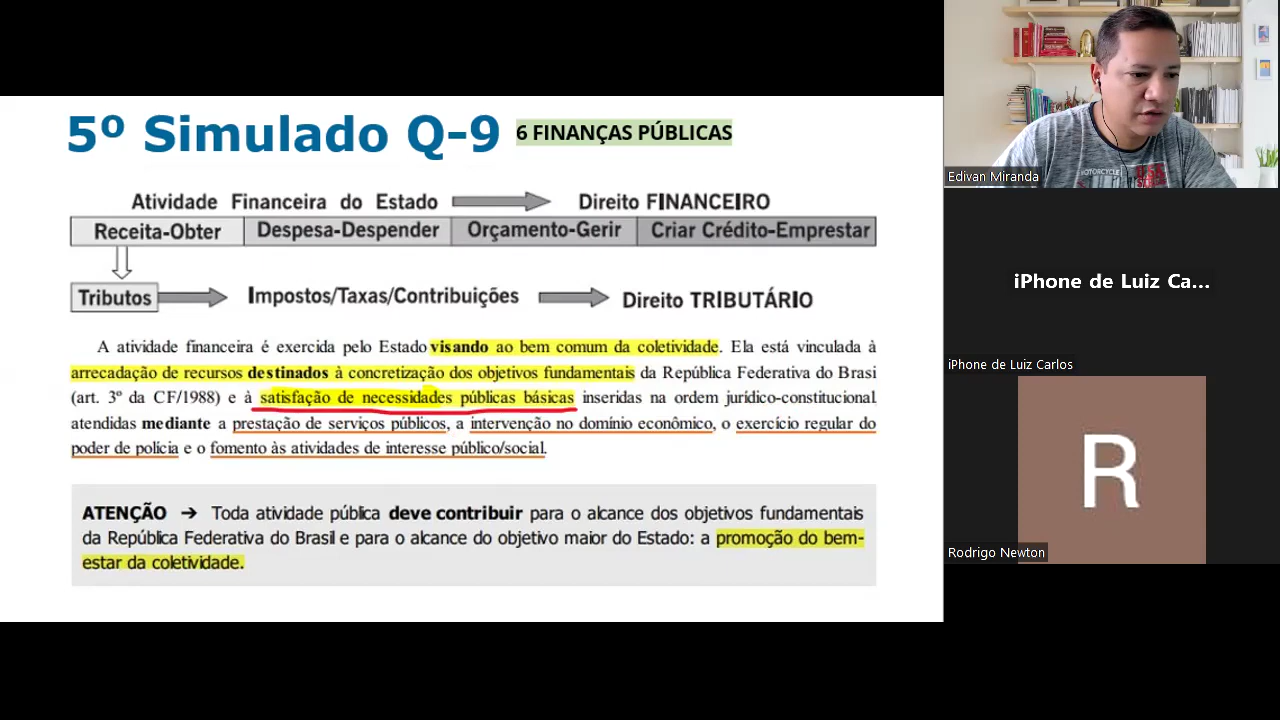 5º Simulado Q-9 6 FINANÇAS PÚBLICAS
Atividade Financeira do Estado Direito FINANCEIRO
Receita-Obter Despesa-Despender Orçamento-Gerir Criar Crédito-Emprestar
Tributos Impostos/Taxas/Contribuições Direito TRIBUTÁRIO
A atividade financeira é exercida pelo Estado visando ao bem comum da coletividade. Ela está vinculada à
arrecadação de recursos destinados à concretização dos objetivos fundamentais da República Federativa do Brasi
(art. 3º da CF/1988) e à satisfação de necessidades públicas básicas inseridas na ordem jurídico-constitucional
atendidas mediante a prestação de serviços públicos, a intervenção no domínio econômico, o exercício regular do
poder de polícia e o fomento às atividades de interesse público/social.
ATENÇÃO → Toda atividade pública deve contribuir para o alcance dos objetivos fundamentais
da República Federativa do Brasil e para o alcance do objetivo maior do Estado: a promoção do bem-
estar da coletividade.
Edivan Miranda
iPhone de Luiz Ca...
iPhone de Luiz Carlos
R
Rodrigo Newton